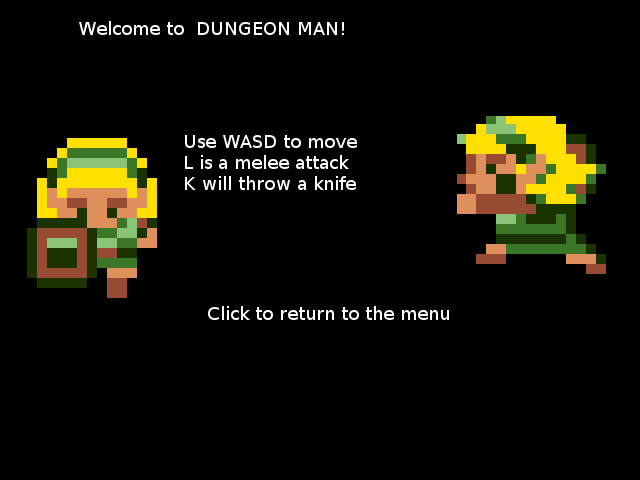 Welcome to  DUNGEON MAN!
Use WASD to move
L is a melee attack
K will throw a knife
Click to return to the menu